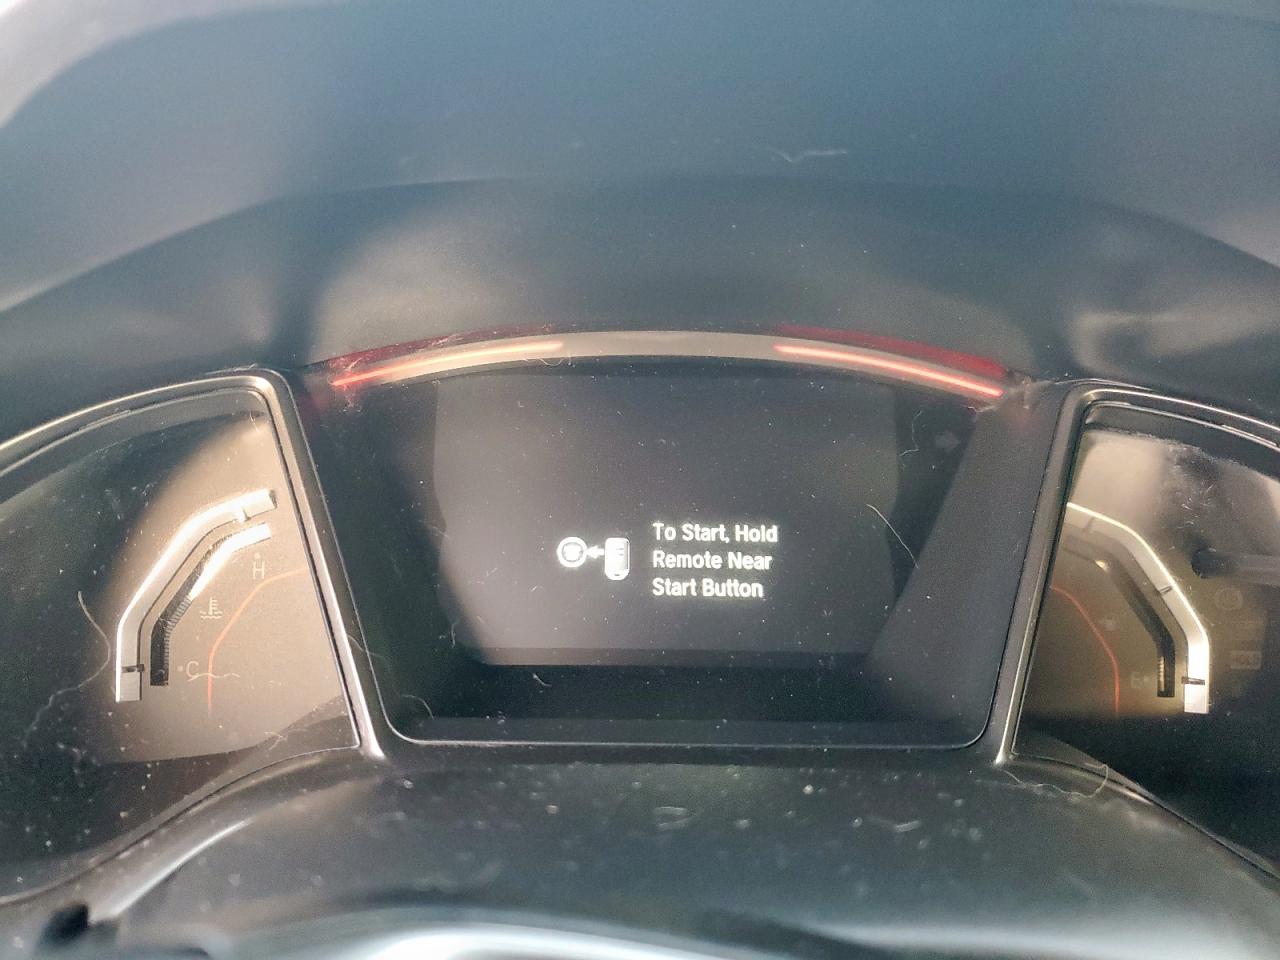 To Start, Hold
Remote Near
Start Button
H
C
E